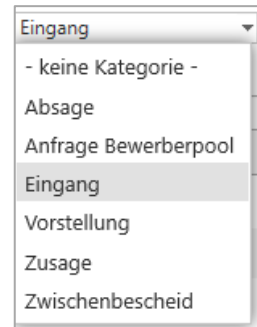 Eingang
- keine Kategorie -
Absage
Anfrage Bewerberpool
Eingang
Vorstellung
Zusage
Zwischenbescheid